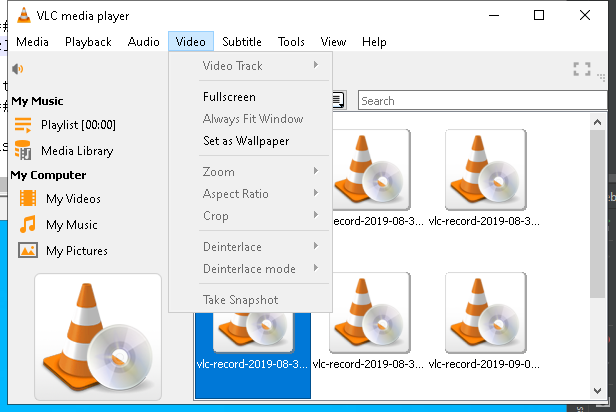 VLC media player
Media Playback Audio Video Subtitle Tools View Help
Video Track
Fullscreen
Always Fit Window
Set as Wallpaper
Zoom
Aspect Ratio
Crop
Deinterlace
Deinterlace mode
Take Snapshot
My Music
Playlist [00:00]
Media Library
My Computer
My Videos
My Music
My Pictures
Search
vlc-record-2019-08-3...
vlc-record-2019-08-3...
vlc-record-2019-08-3...
vlc-record-2019-08-3...
vlc-record-2019-09-0...